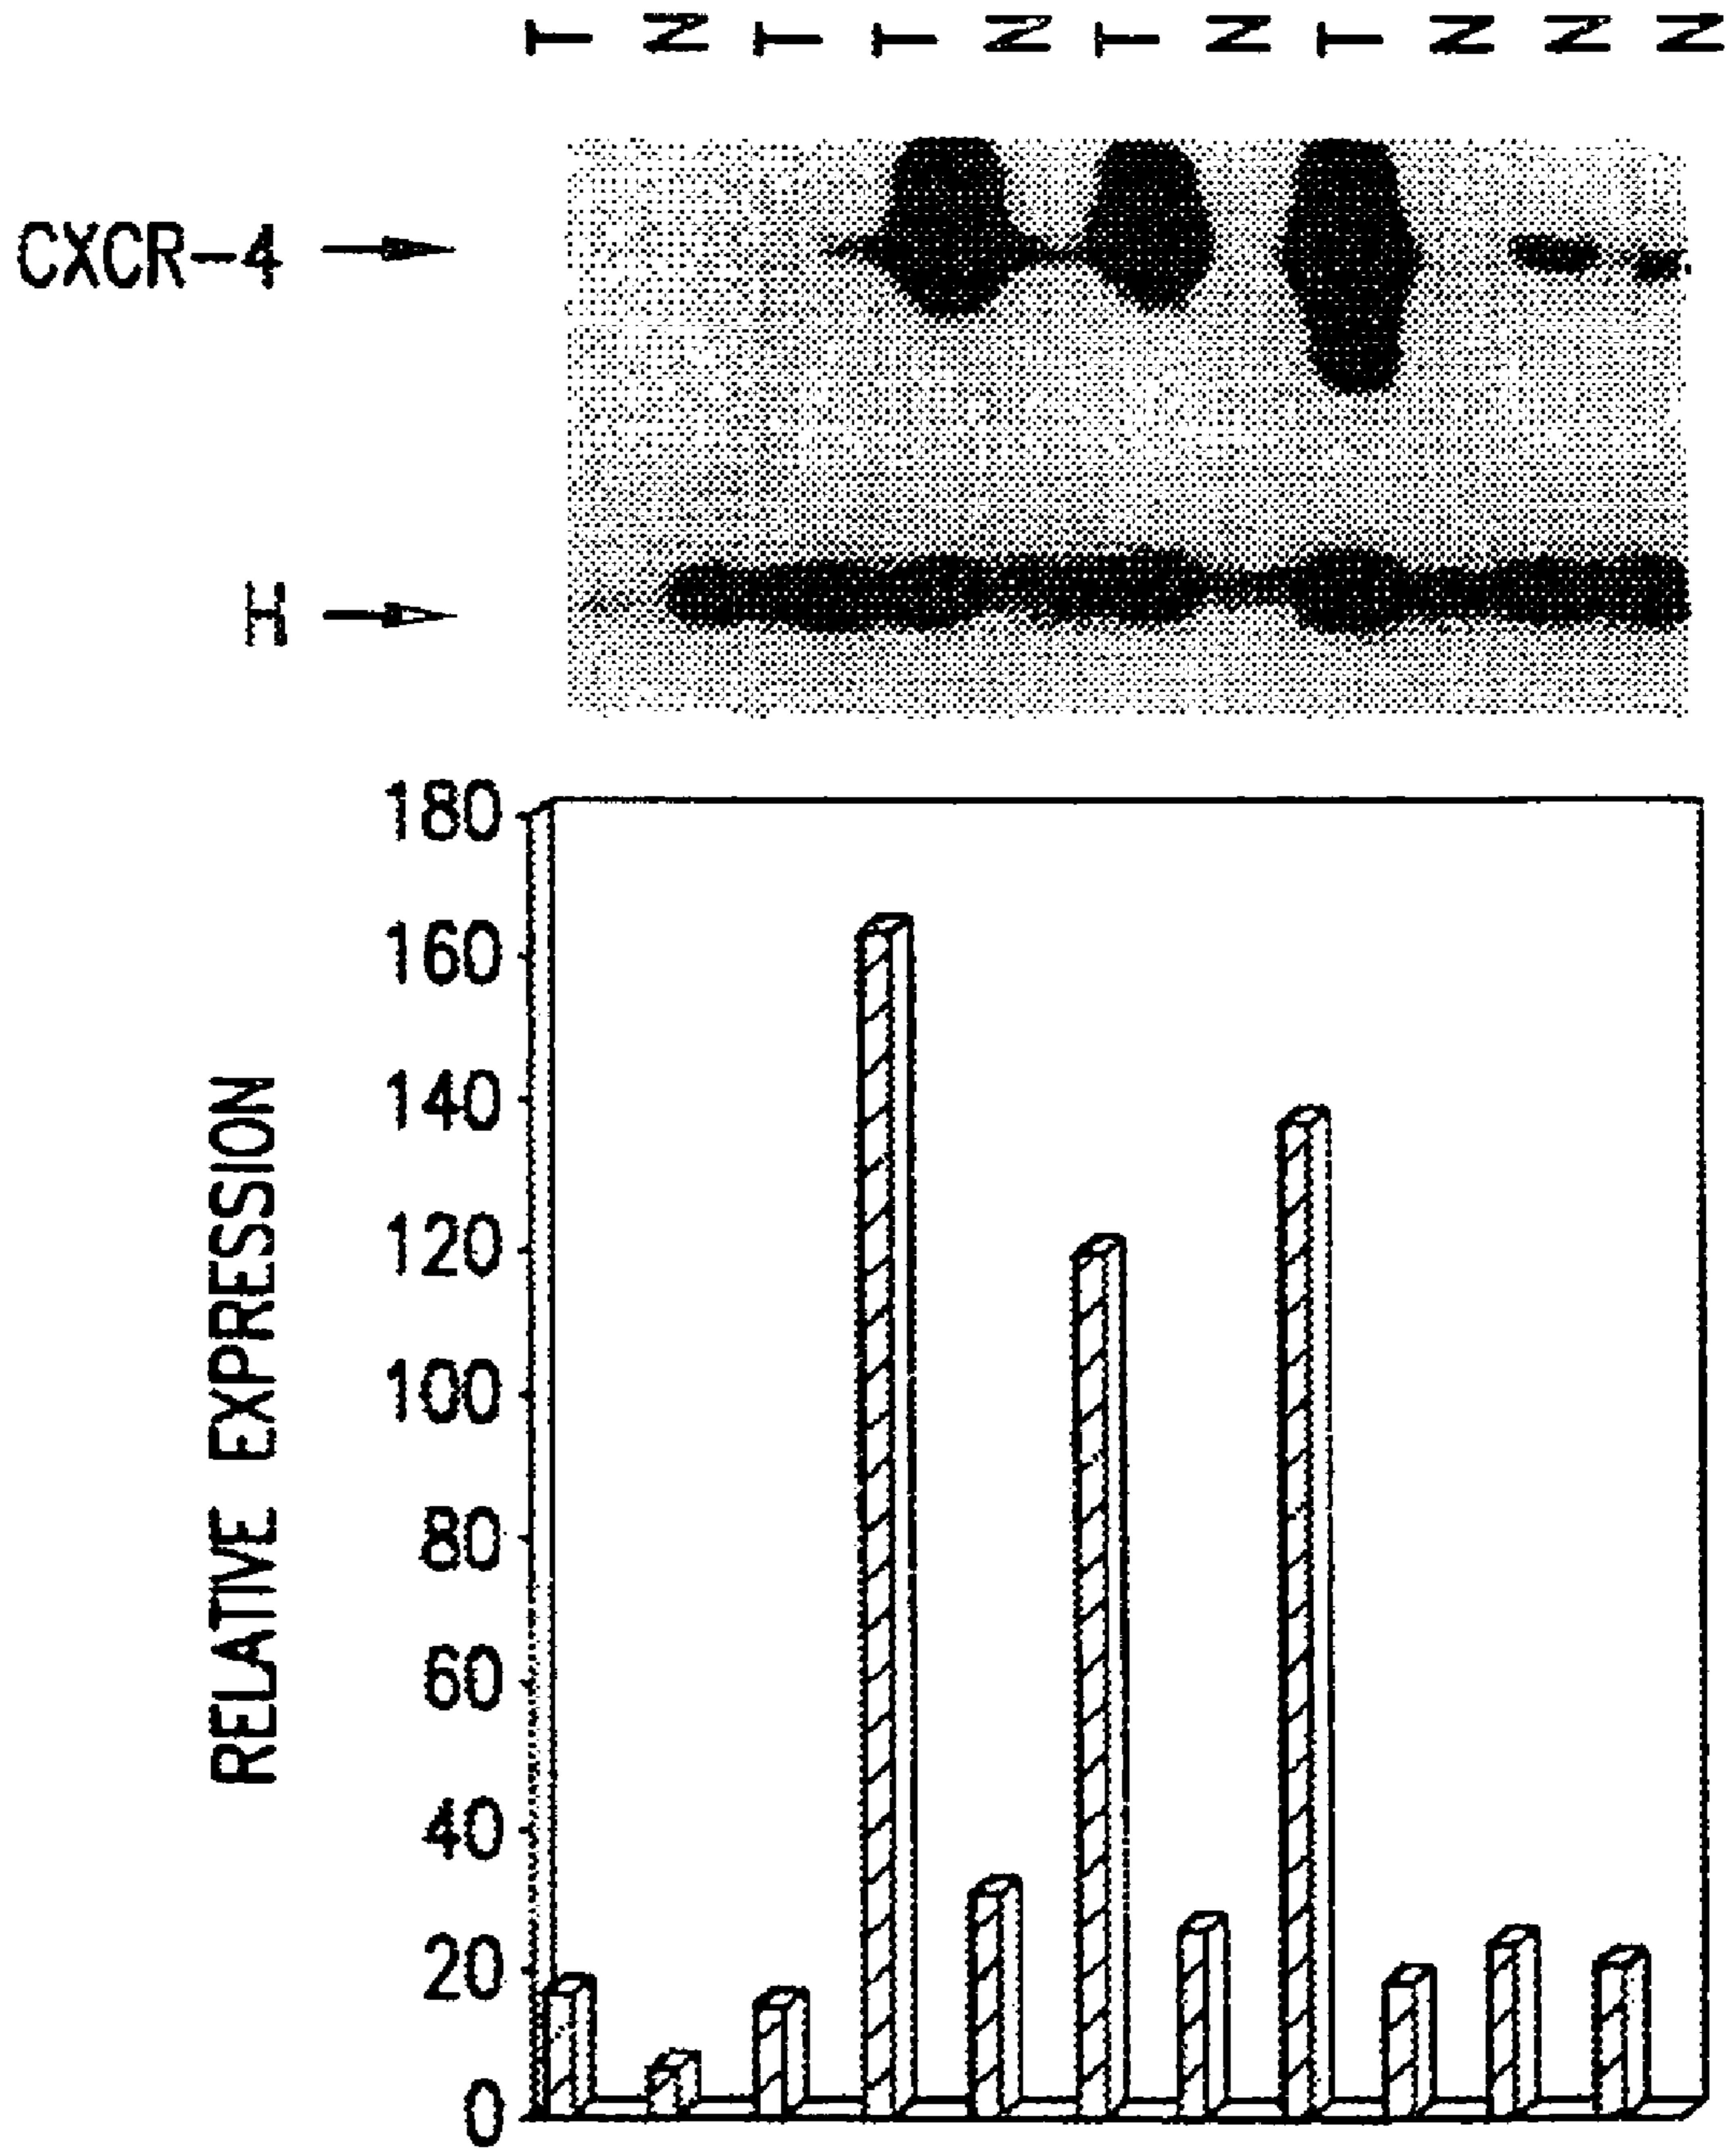 T N T T N T N T N N N
CXCR-4
H
180
160
140
120
100
80
60
40
20
0
RELATIVE EXPRESSION